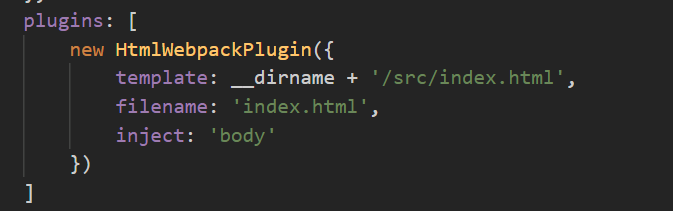 plugins: [
    new HtmlWebpackPlugin({
        template: __dirname + '/src/index.html',
        filename: 'index.html',
        inject: 'body'
    })
]